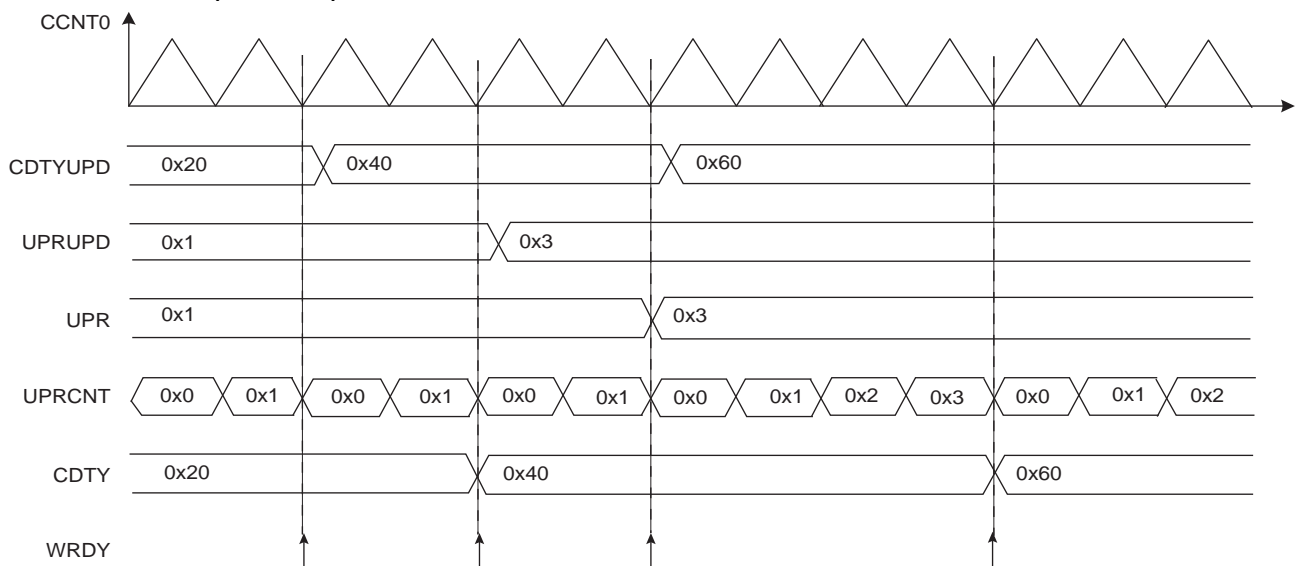 CCNT0
CDTYUPD 0x20 0x40 0x60
UPRUPD 0x1 0x3
UPR 0x1 0x3
UPRCNT 0x0 0x1 0x0 0x1 0x0 0x1 0x0 0x1 0x2 0x3 0x0 0x1 0x2
CDTY 0x20 0x40 0x60
WRDY